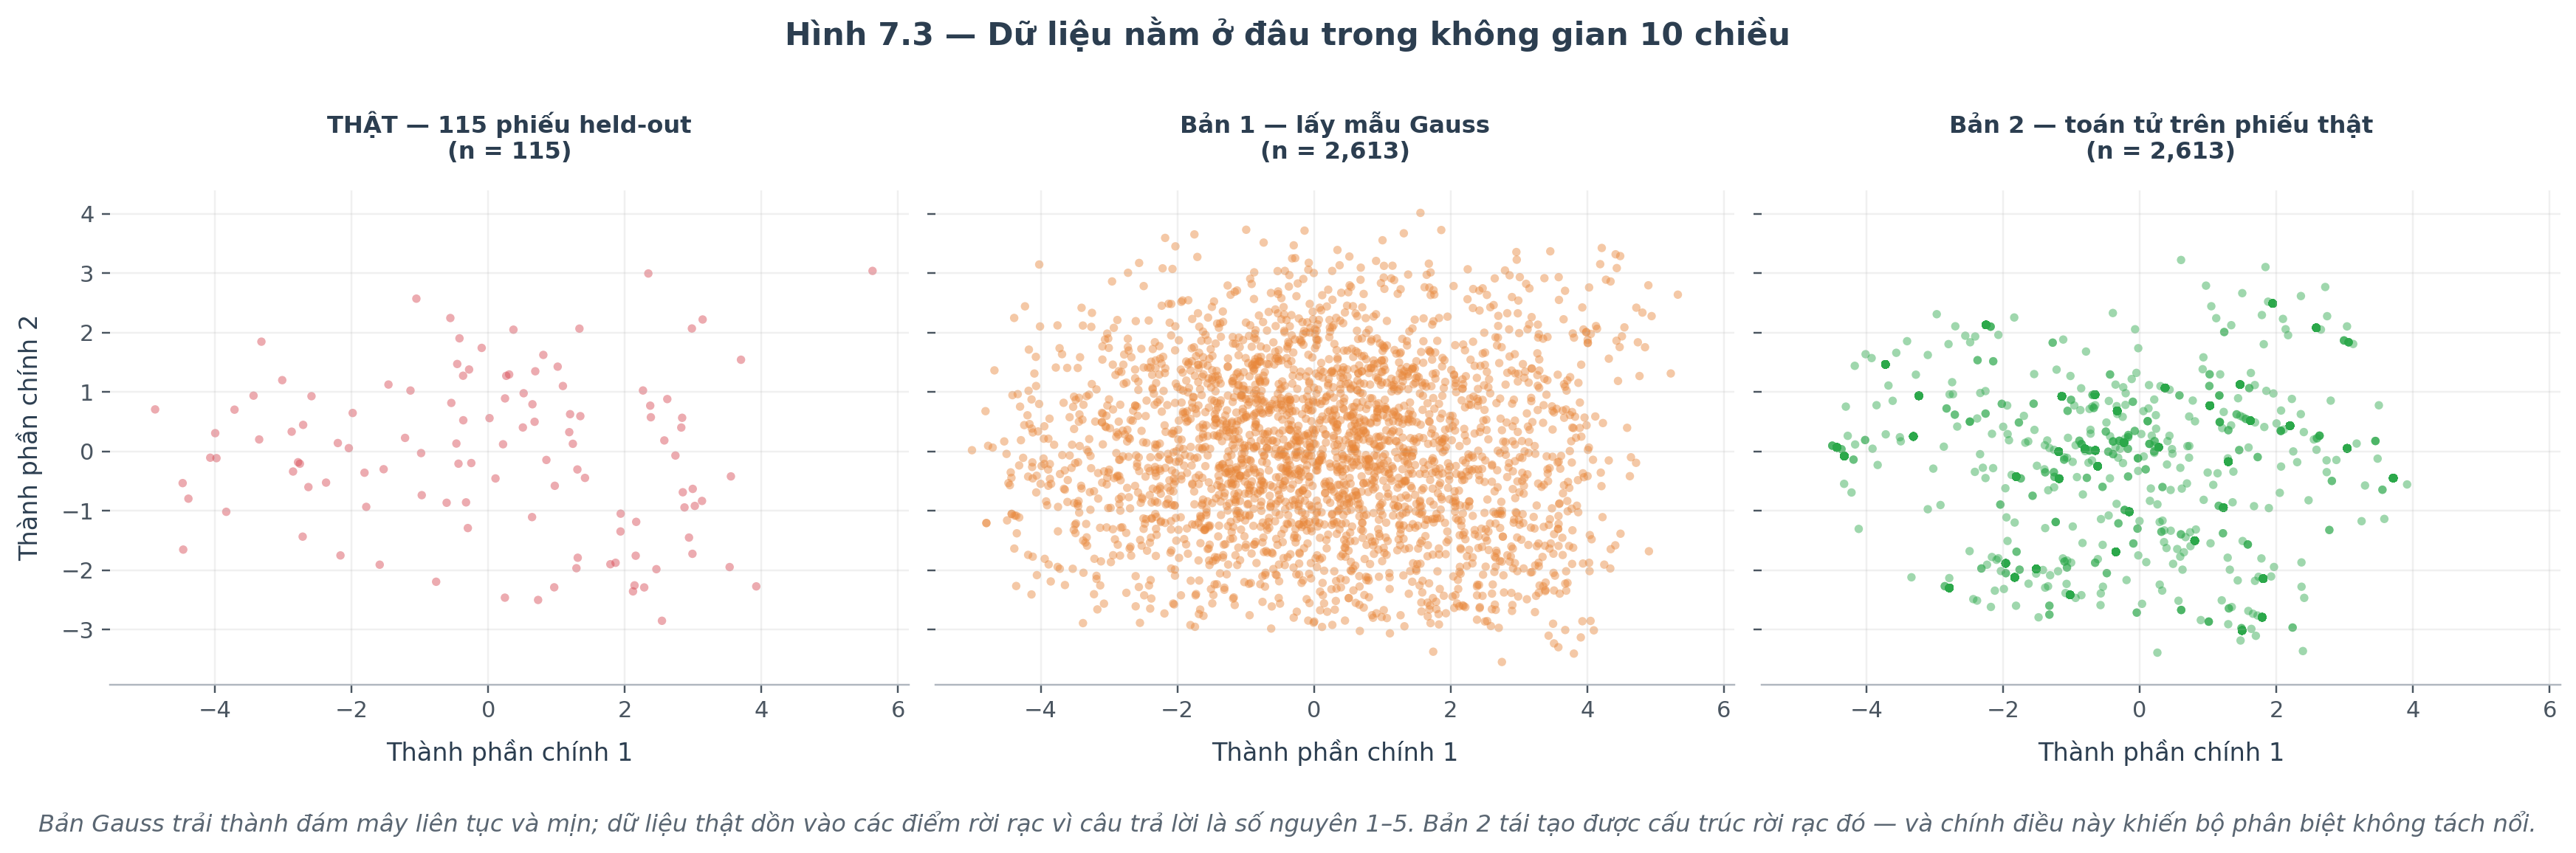 Hình 7.3 — Dữ liệu nằm ở đâu trong không gian 10 chiều
THẬT — 115 phiếu held-out
(n = 115)
Bản 1 — lấy mẫu Gauss
(n = 2,613)
Bản 2 — toán tử trên phiếu thật
(n = 2,613)
Thành phần chính 2
4
3
2
1
0
−1
−2
−3
−4 −2 0 2 4 6
−4 −2 0 2 4 6
−4 −2 0 2 4 6
Thành phần chính 1
Thành phần chính 1
Thành phần chính 1
Bản Gauss trải thành đám mây liên tục và mịn; dữ liệu thật dồn vào các điểm rời rạc vì câu trả lời là số nguyên 1–5. Bản 2 tái tạo được cấu trúc rời rạc đó — và chính điều này khiến bộ phân biệt không tách nổi.